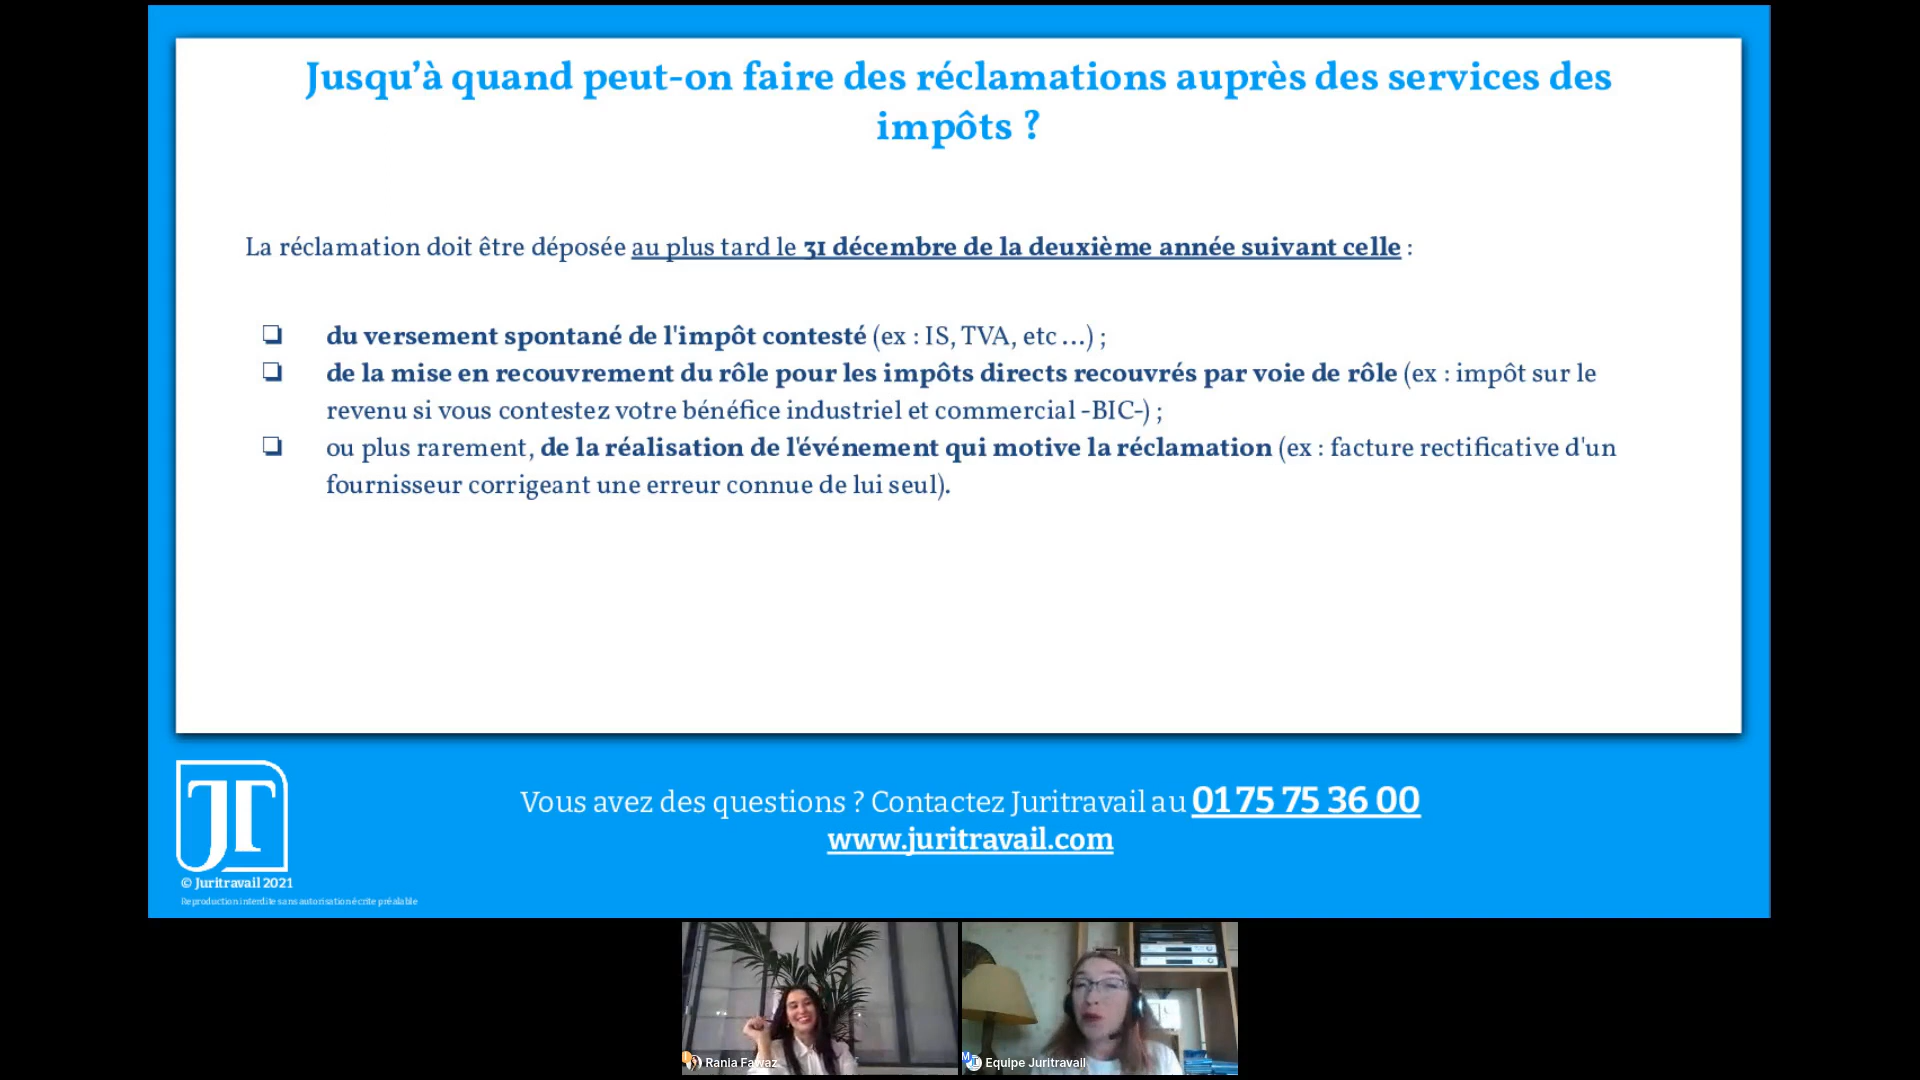 Jusqu’à quand peut-on faire des réclamations auprès des services des
impôts ?
La réclamation doit être déposée au plus tard le 31 décembre de la deuxième année suivant celle :
❏ du versement spontané de l'impôt contesté (ex : IS, TVA, etc …) ;
❏ de la mise en recouvrement du rôle pour les impôts directs recouvrés par voie de rôle (ex : impôt sur le
revenu si vous contestez votre bénéfice industriel et commercial -BIC-) ;
❏ ou plus rarement, de la réalisation de l'événement qui motive la réclamation (ex : facture rectificative d'un
fournisseur corrigeant une erreur connue de lui seul).
JT
Vous avez des questions ? Contactez Juritravail au 01 75 75 36 00
www.juritravail.com
© Juritravail 2021
Reproduction interdite sans autorisation écrite préalable
Rania Fawaz
Equipe Juritravail